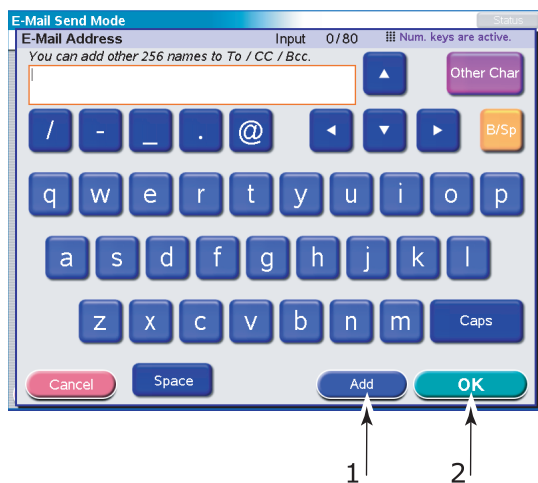 E-Mail Send Mode Status
E-Mail Address Input 0/80 Num. keys are active.
You can add other 256 names to To / CC / Bcc.
Other Char
/ - _ . @ B/Sp
q w e r t y u i o p
a s d f g h j k l
z x c v b n m Caps
Cancel Space Add OK
1 2